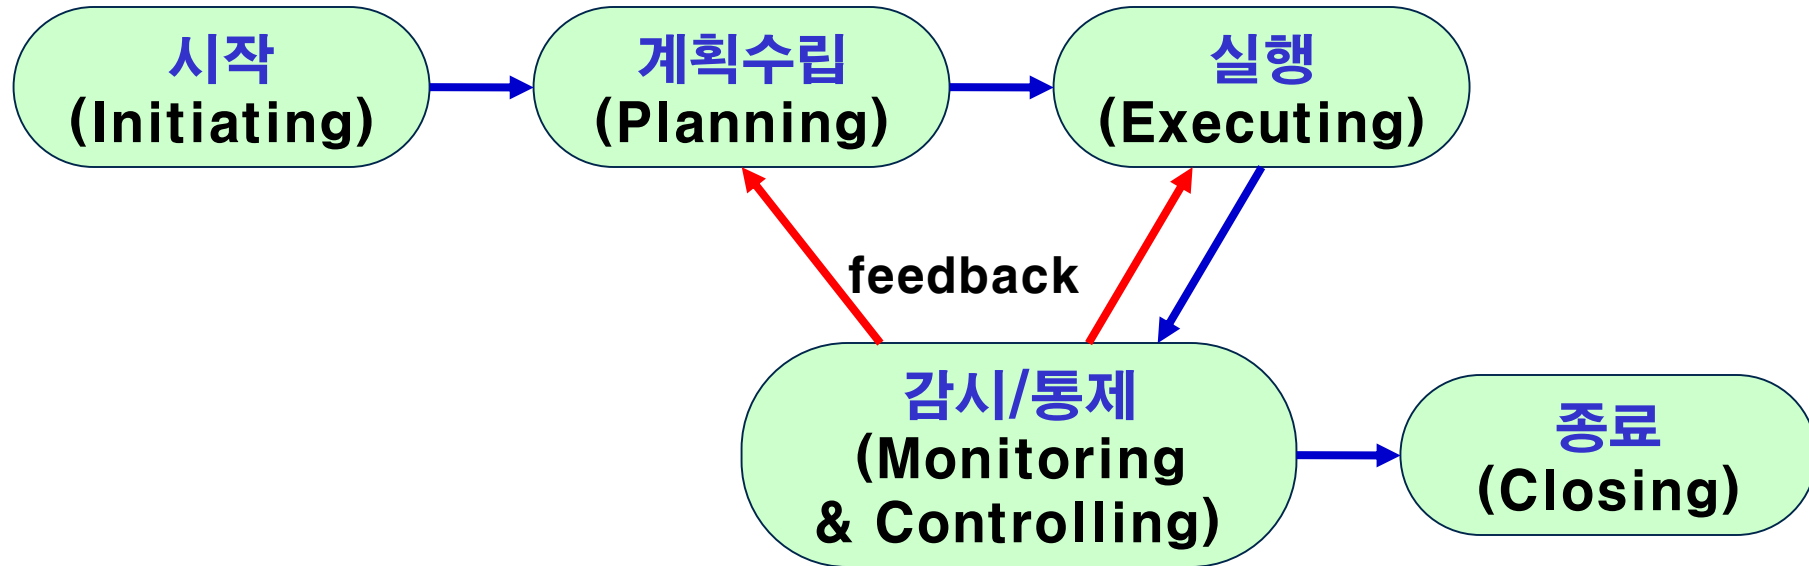 시작
(Initiating)
계획수립
(Planning)
실행
(Executing)
feedback
감시/통제
(Monitoring
& Controlling)
종료
(Closing)